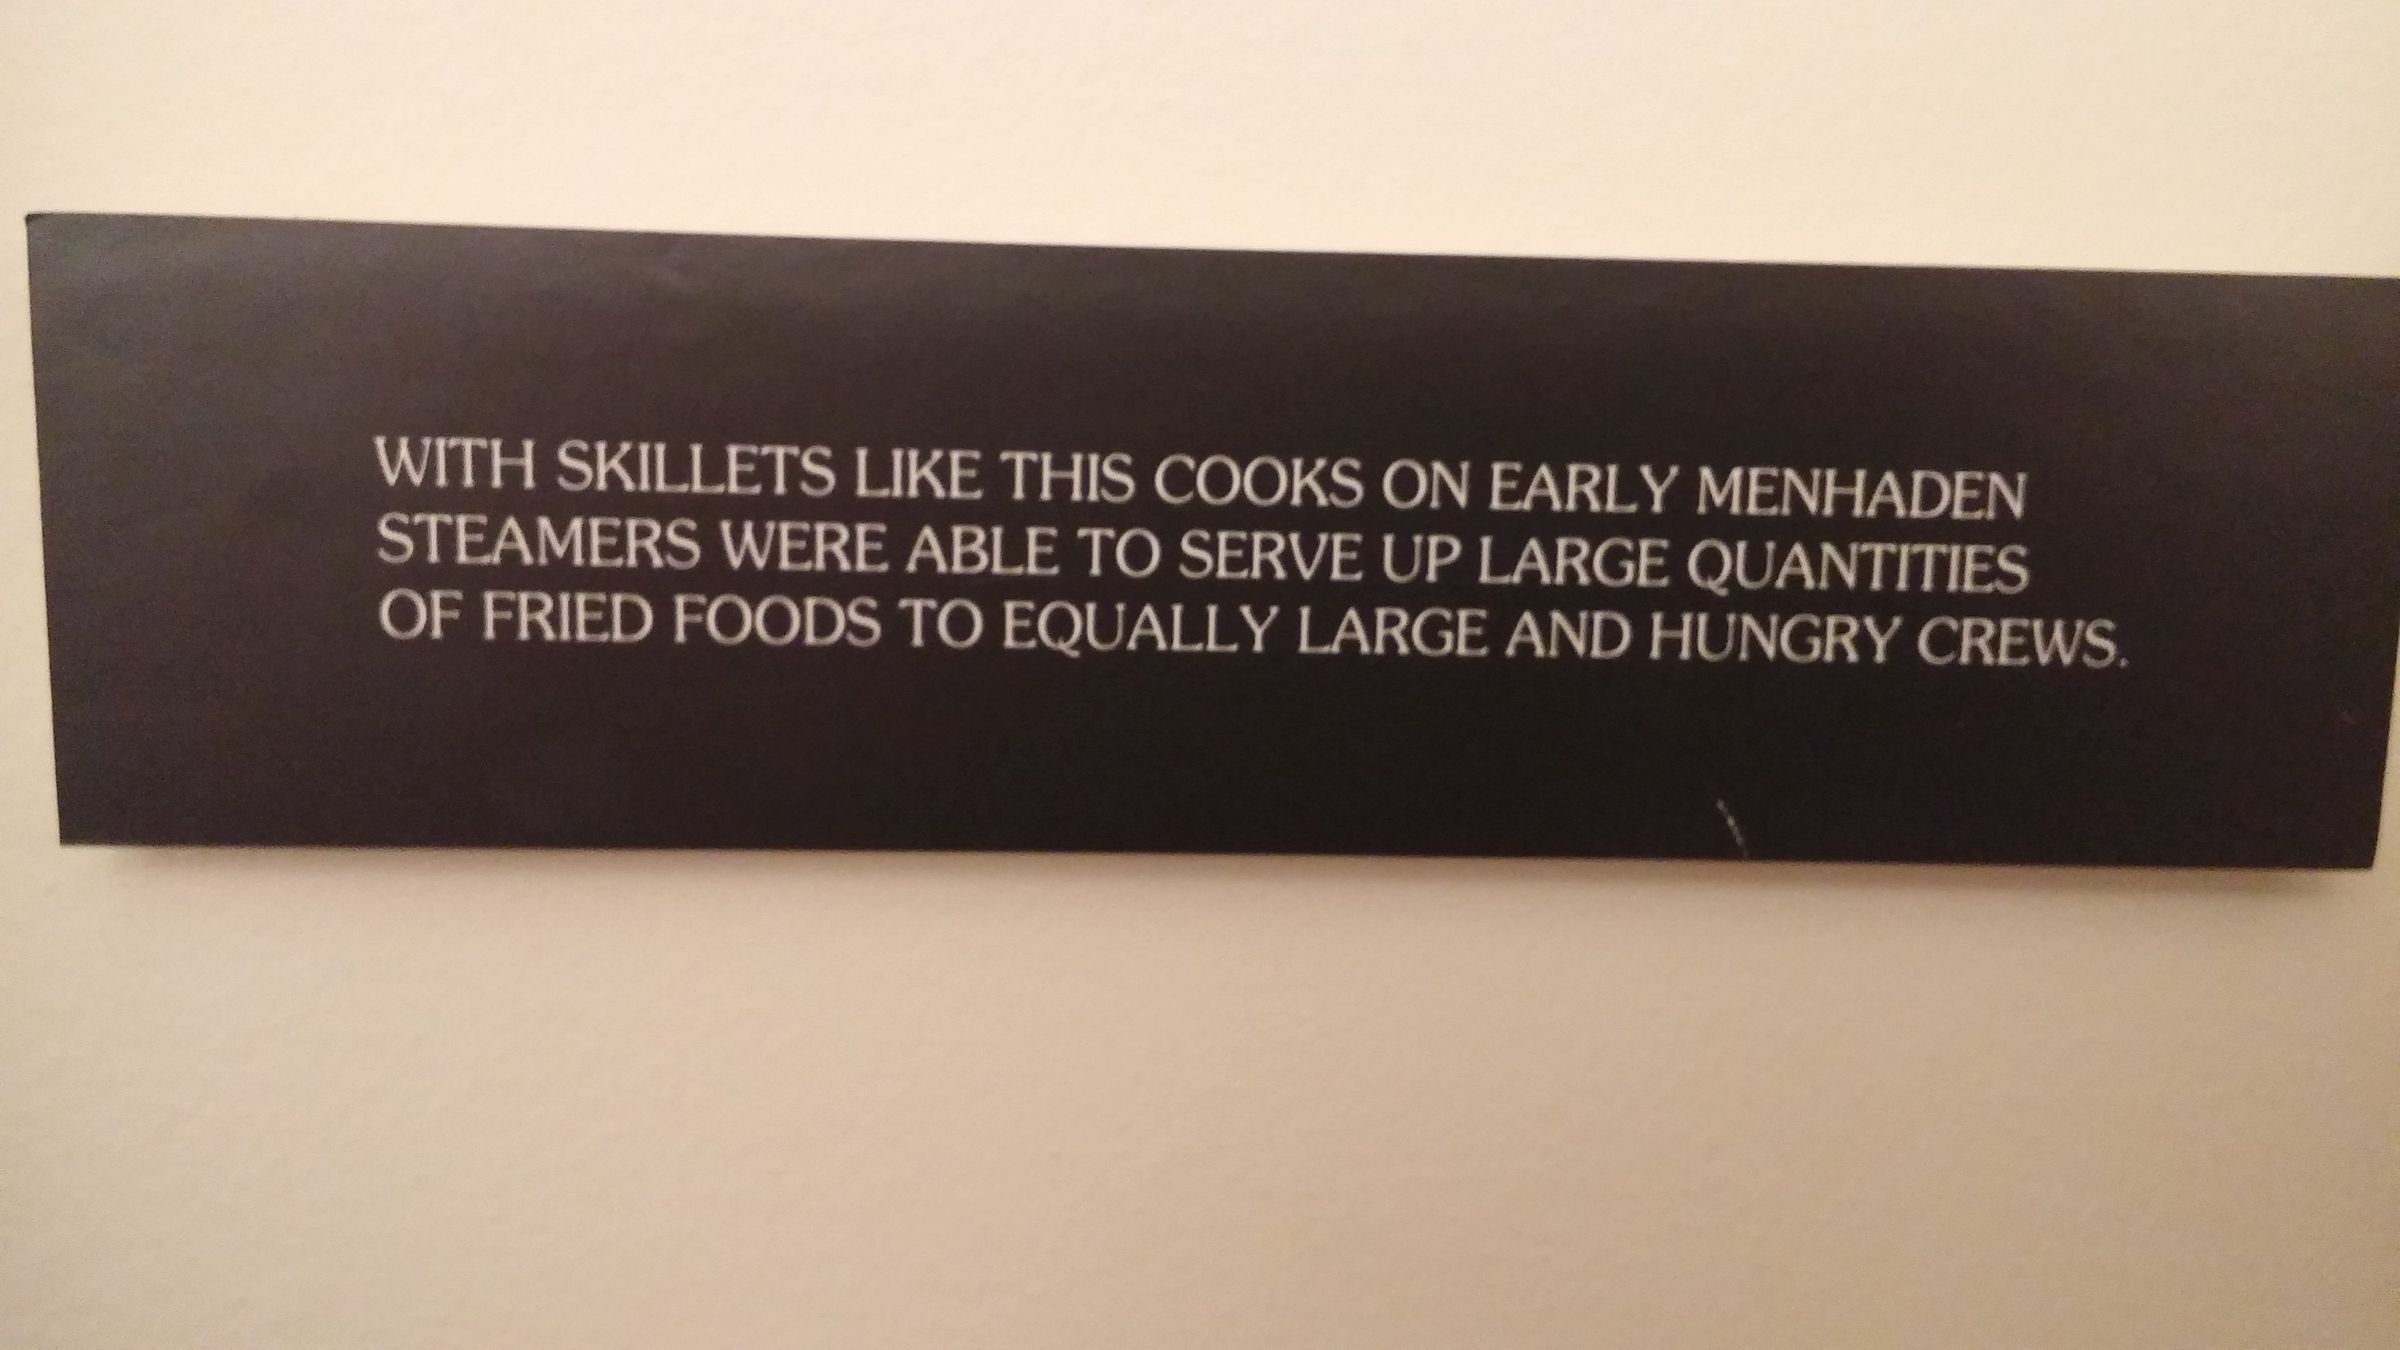 WITH SKILLETS LIKE THIS COOKS ON EARLY MENHADEN
STEAMERS WERE ABLE TO SERVE UP LARGE QUANTITIES
OF FRIED FOODS TO EQUALLY LARGE AND HUNGRY CREWS.